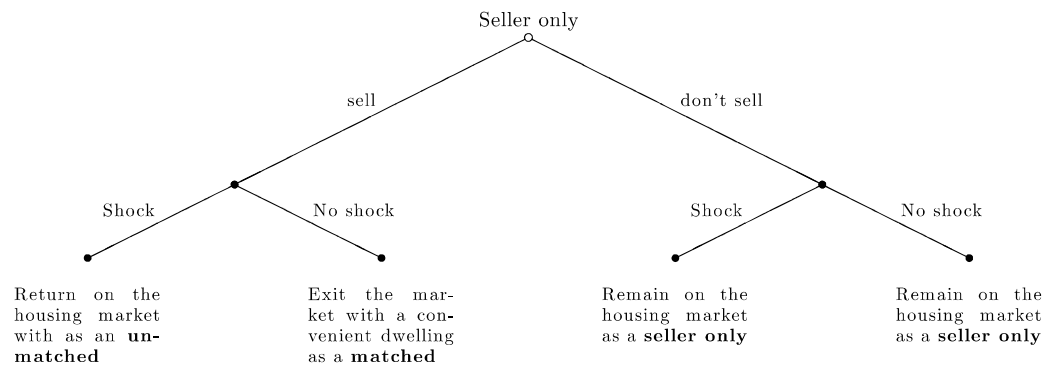 Seller only
sell
don't sell
Shock
No shock
Shock
No shock
Return on the
housing market
with as an un-
matched
Exit the mar-
ket with a con-
venient dwelling
as a matched
Remain on the
housing market
as a seller only
Remain on the
housing market
as a seller only